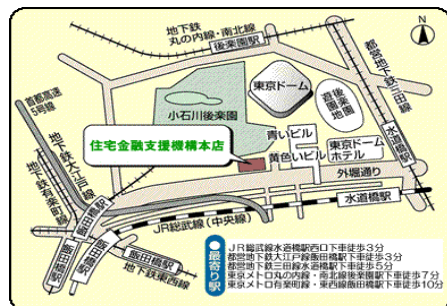 地下鉄
丸の内線・南北線
後楽園駅
N
首都高速
5号線
都営地下鉄三田線
東京ドーム
後楽園
遊園地
小石川後楽園
住宅金融支援機構本店
青いビル
黄色いビル
東京ドーム
ホテル
水道橋駅
外堀通り
地下鉄大江戸線
地下鉄有楽町線
飯田橋駅
飯田橋駅
飯田橋駅
水道橋駅
JR総武線（中央線）
地下鉄東西線
●最寄り駅
JR総武線水道橋駅西口下車徒歩3分
都営地下鉄大江戸線飯田橋駅下車徒歩3分
都営地下鉄三田線水道橋駅下車徒歩5分
東京メトロ丸の内線・南北線後楽園駅下車徒歩7分
東京メトロ有楽町線・東西線飯田橋駅下車徒歩10分